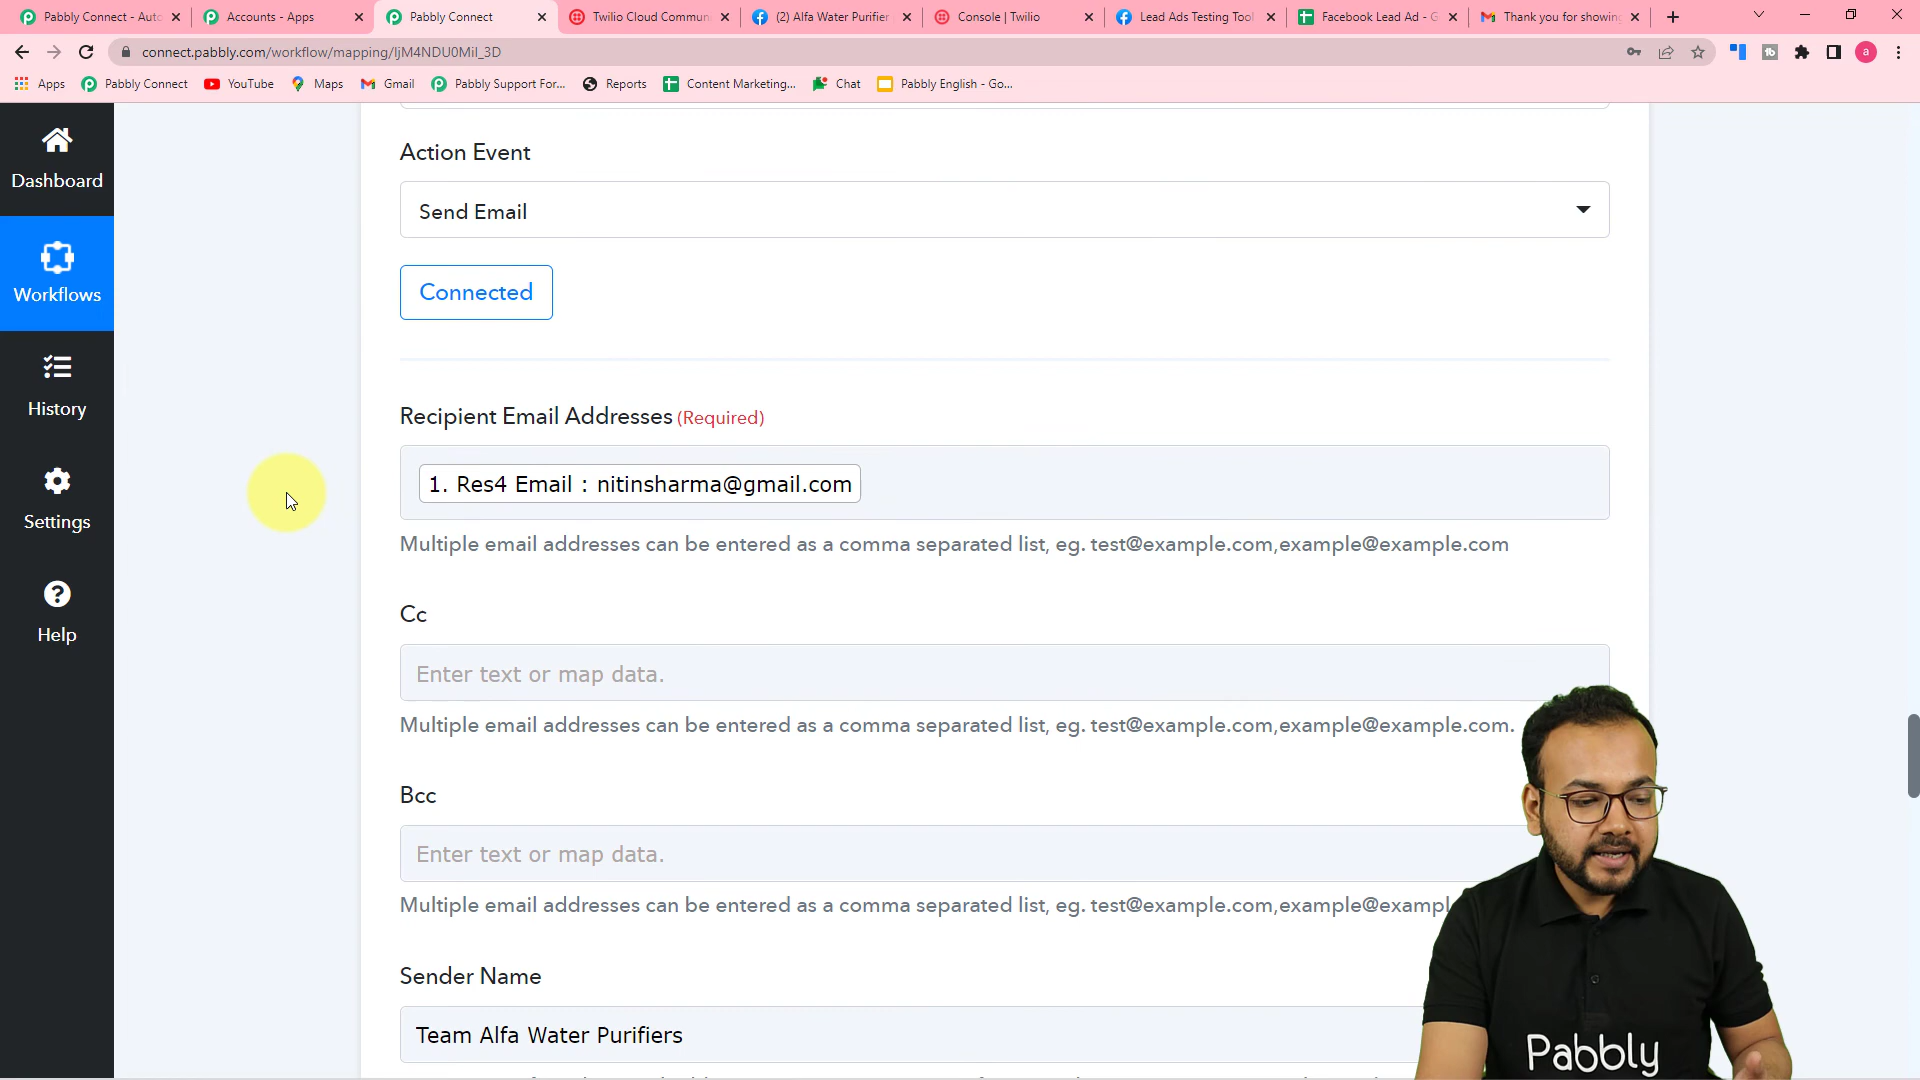 Pabbly Connect - Aut
Accounts - Apps
Pabbly Connect
Twilio Cloud Commun
(2) Alfa Water Purifier
Console | Twilio
Lead Ads Testing Tool
Facebook Lead Ad - G
Thank you for showin
connect.pabbly.com/workflow/mapping/IjM4NDU0MiI_3D
a
Apps
Pabbly Connect
YouTube
Maps
Gmail
Pabbly Support For...
Reports
Content Marketing...
Chat
Pabbly English - Go...
Dashboard
Workflows
History
Settings
Help
Action Event
Send Email
Connected
Recipient Email Addresses (Required)
1. Res4 Email : nitinsharma@gmail.com
Multiple email addresses can be entered as a comma separated list, eg. test@example.com,example@example.com
Cc
Enter text or map data.
Multiple email addresses can be entered as a comma separated list, eg. test@example.com,example@example.com.
Bcc
Enter text or map data.
Multiple email addresses can be entered as a comma separated list, eg. test@example.com,example@exampl
Sender Name
Team Alfa Water Purifiers
Pabbly